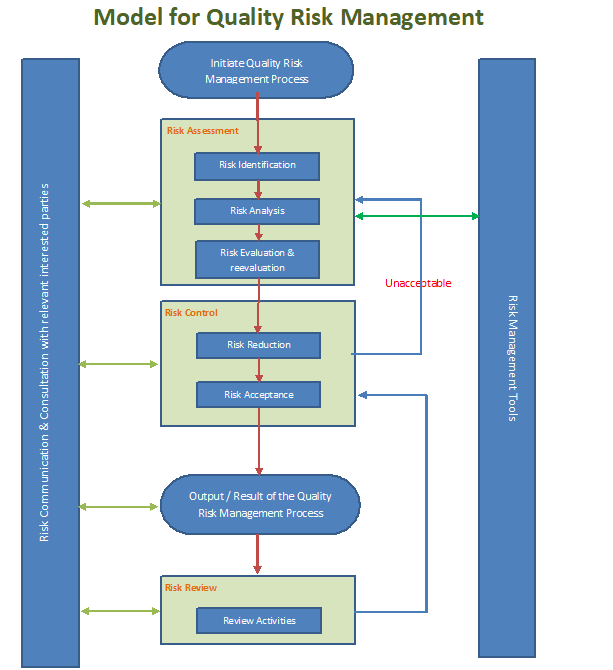 Model for Quality Risk Management
Initiate Quality Risk
Management Process
Risk Assessment
Risk Identification
Risk Analysis
Risk Evaluation &
reevaluation
Unacceptable
Risk Control
Risk Reduction
Risk Acceptance
Output / Result of the Quality
Risk Management Process
Risk Review
Review Activities
Risk Communication & Consultation with relevant interested parties
Risk Management Tools